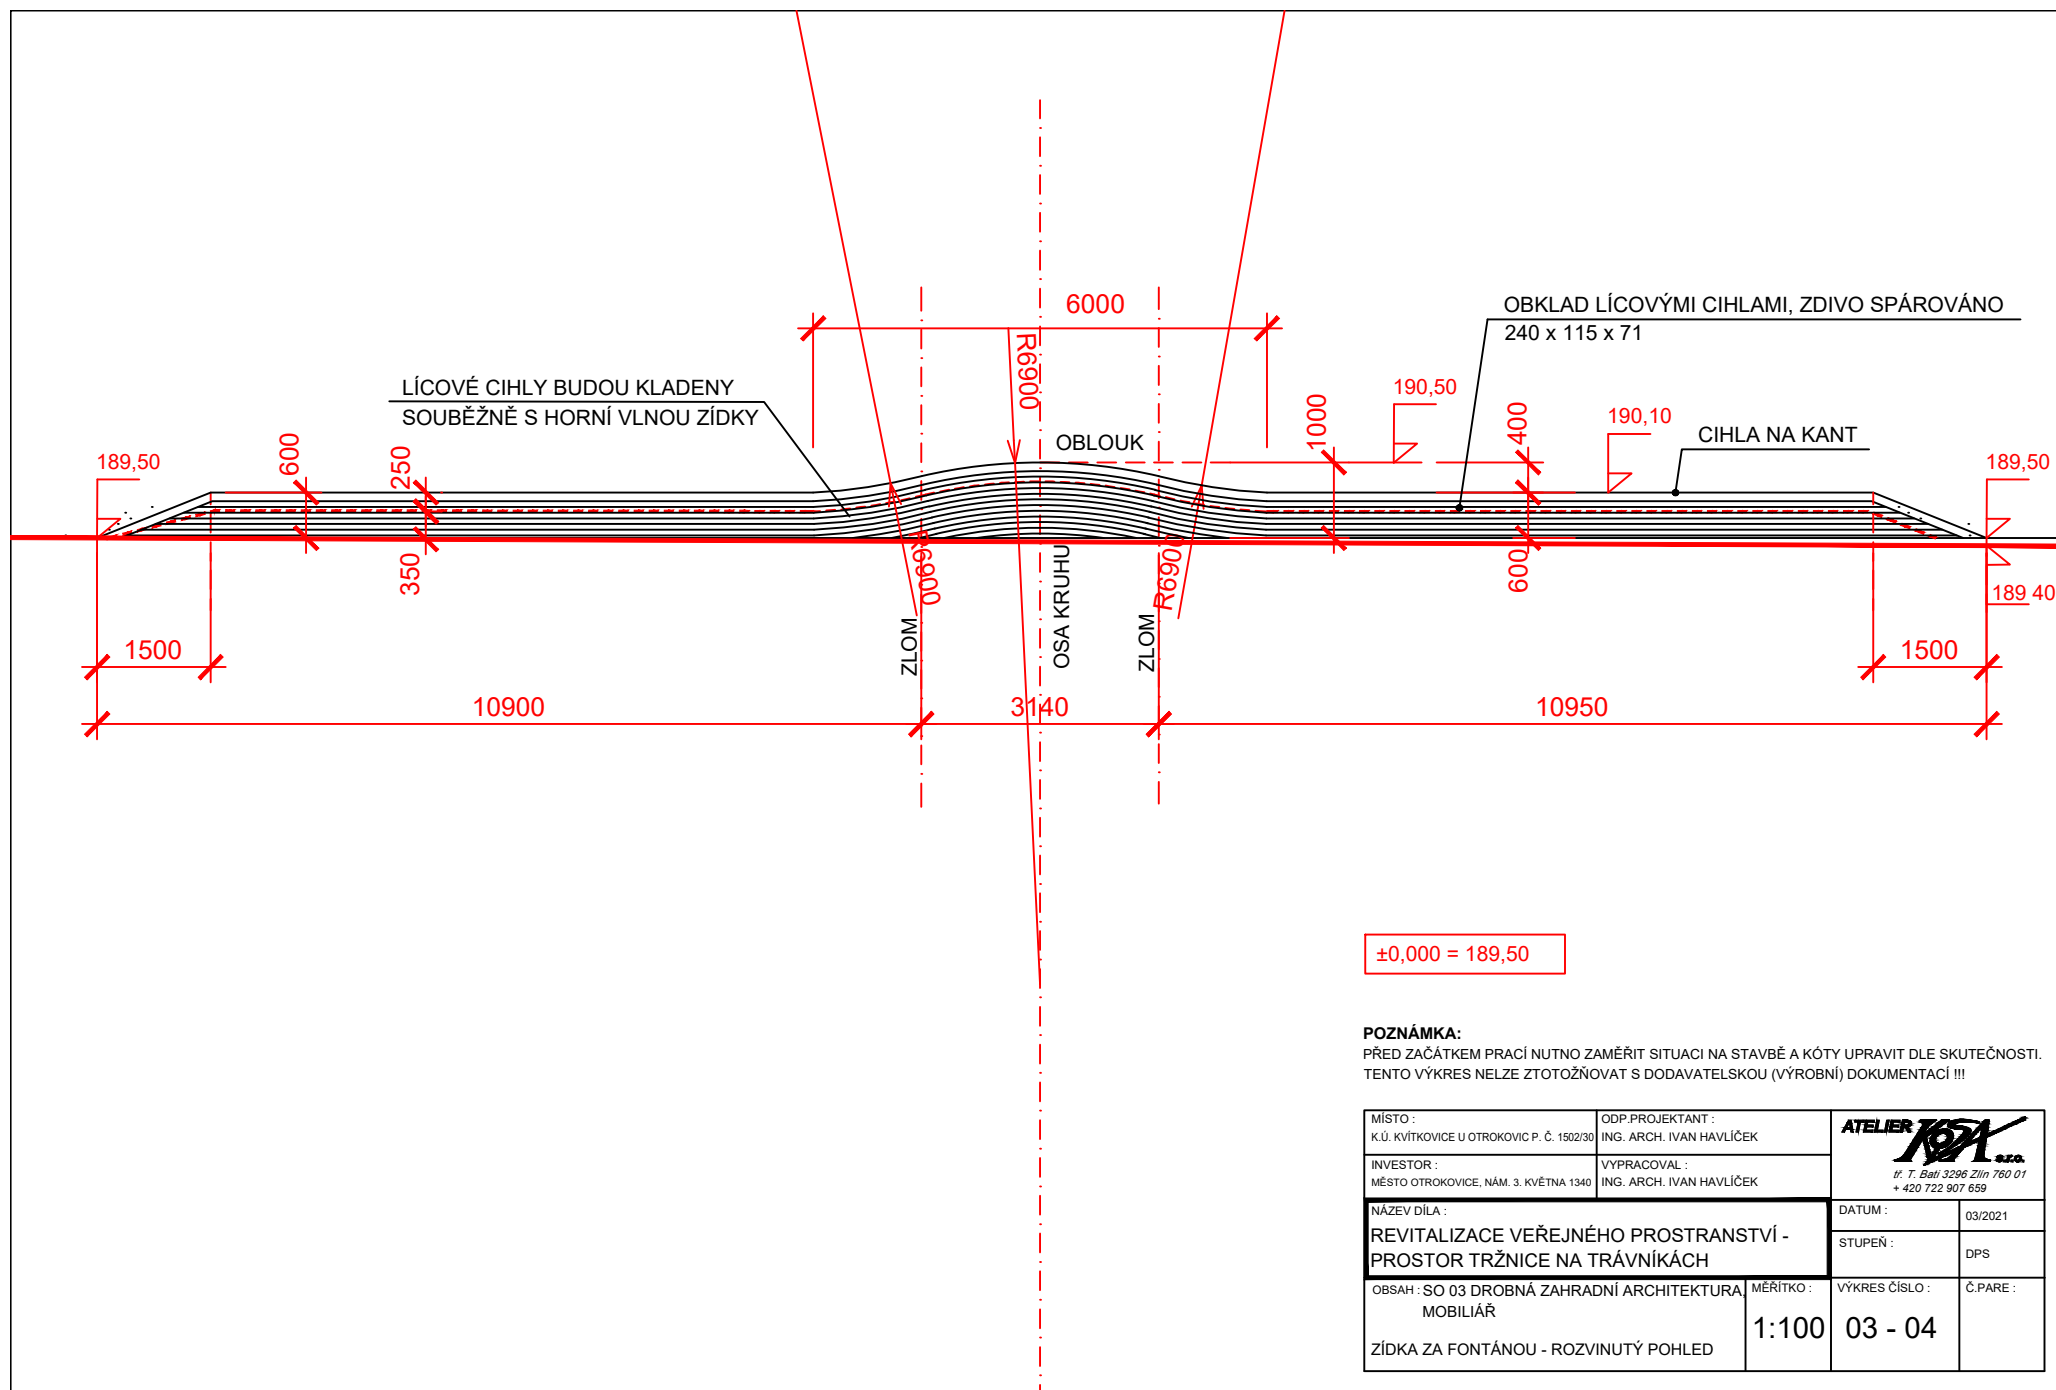 6000
R6900
OBKLAD LÍCOVÝMI CIHLAMI, ZDIVO SPÁROVÁNO
240 x 115 x 71
LÍCOVÉ CIHLY BUDOU KLADENY
SOUBĚŽNĚ S HORNÍ VLNOU ZÍDKY
190,50
190,10
1000
400
OBLOUK
CIHLA NA KANT
189,50
600
250
189,50
350
R6900
R6900
600
189 40
ZLOM
OSA KRUHU
ZLOM
1500
1500
10900
3140
10950
±0,000 = 189,50
POZNÁMKA:
PŘED ZAČÁTKEM PRACÍ NUTNO ZAMĚŘIT SITUACI NA STAVBĚ A KÓTY UPRAVIT DLE SKUTEČNOSTI.
TENTO VÝKRES NELZE ZTOTOŽŇOVAT S DODAVATELSKOU (VÝROBNÍ) DOKUMENTACÍ !!!
MÍSTO :
K.Ú. KVÍTKOVICE U OTROKOVIC P. Č. 1502/30
ODP.PROJEKTANT :
ING. ARCH. IVAN HAVLÍČEK
ATELIER KOSA s.r.o.
tř. T. Bati 3296 Zlín 760 01
+ 420 722 907 659
INVESTOR :
MĚSTO OTROKOVICE, NÁM. 3. KVĚTNA 1340
VYPRACOVAL :
ING. ARCH. IVAN HAVLÍČEK
NÁZEV DÍLA :
REVITALIZACE VEŘEJNÉHO PROSTRANSTVÍ -
PROSTOR TRŽNICE NA TRÁVNÍKÁCH
DATUM :
03/2021
STUPEŇ :
DPS
OBSAH : SO 03 DROBNÁ ZAHRADNÍ ARCHITEKTURA,
MOBILIÁŘ
ZÍDKA ZA FONTÁNOU - ROZVINUTÝ POHLED
MĚŘÍTKO :
1:100
VÝKRES ČÍSLO :
03 - 04
Č.PARE :